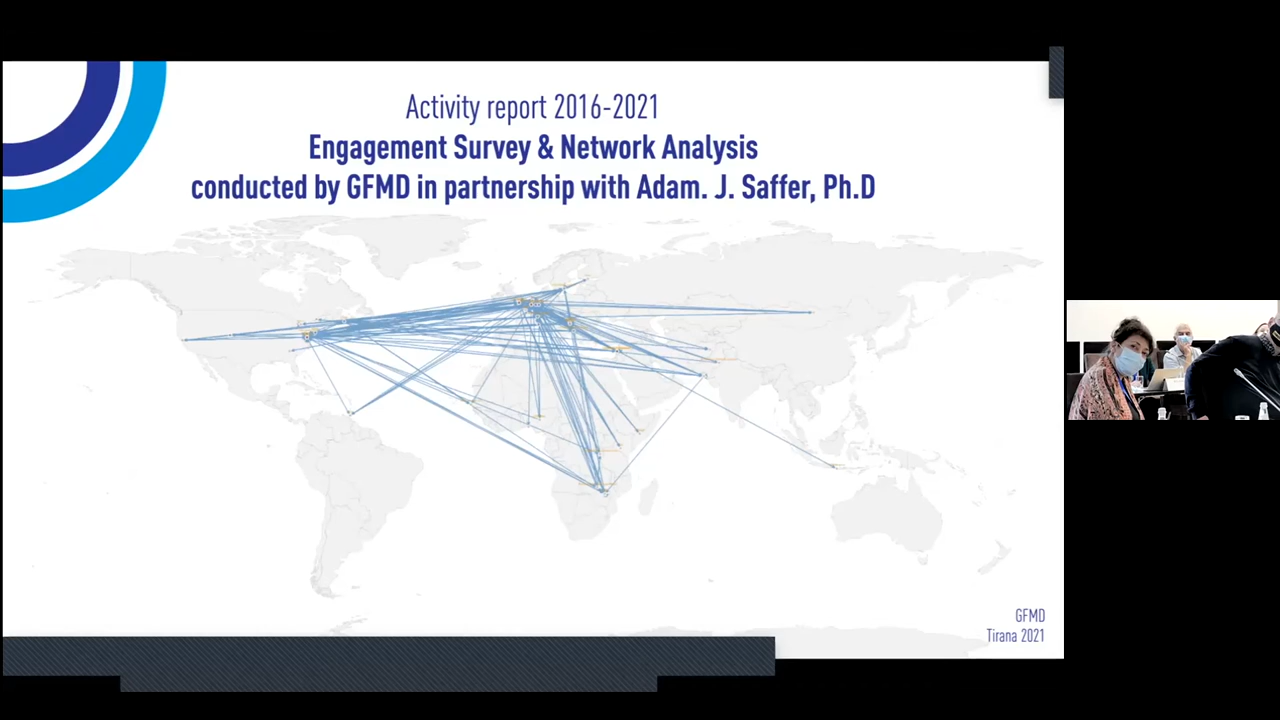 Activity report 2016-2021
Engagement Survey & Network Analysis
conducted by GFMD in partnership with Adam. J. Saffer, Ph.D
GFMD
Tirana 2021